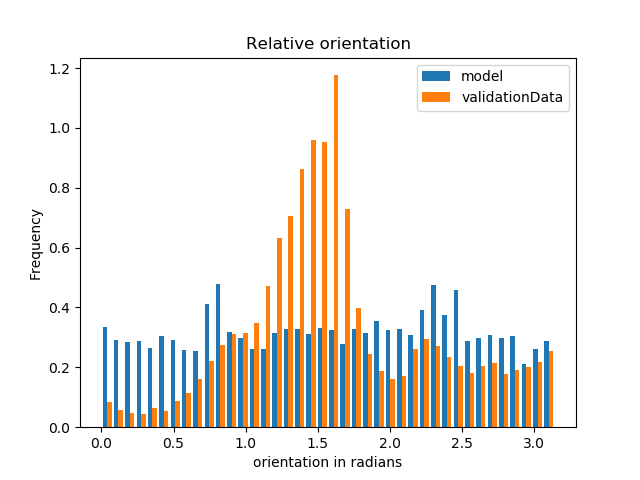 Relative orientation
model
validationData
Frequency
1.2
1.0
0.8
0.6
0.4
0.2
0.0
0.0 0.5 1.0 1.5 2.0 2.5 3.0
orientation in radians